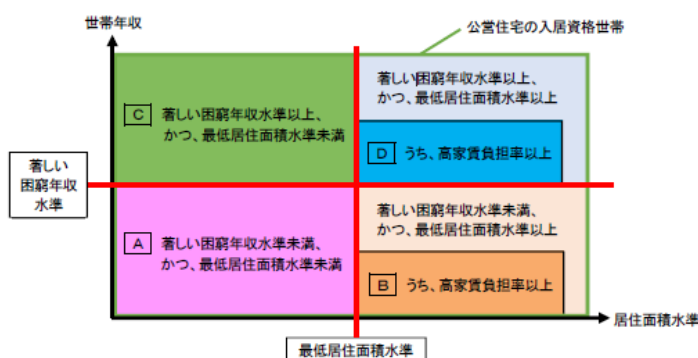 世帯年収
公営住宅の入居資格世帯
C 著しい困窮年収水準以上、
かつ、最低居住面積水準未満
著しい困窮年収水準以上、
かつ、最低居住面積水準以上
D うち、高家賃負担率以上
著しい
困窮年収
水準
A 著しい困窮年収水準未満、
かつ、最低居住面積水準未満
著しい困窮年収水準未満、
かつ、最低居住面積水準以上
B うち、高家賃負担率以上
居住面積水準
最低居住面積水準